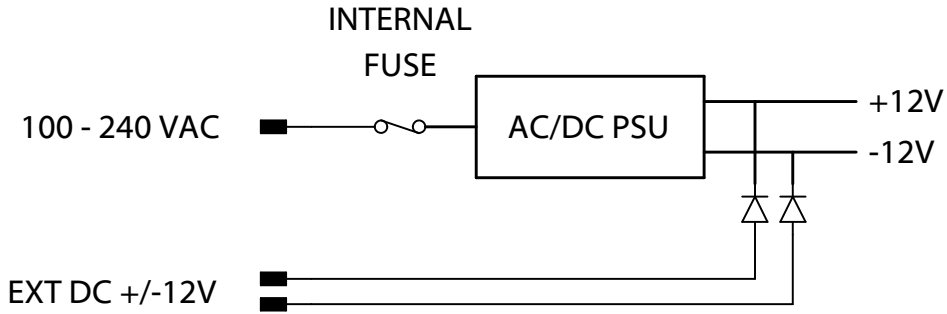 INTERNAL
FUSE
100 - 240 VAC
AC/DC PSU
+12V
-12V
EXT DC +/-12V